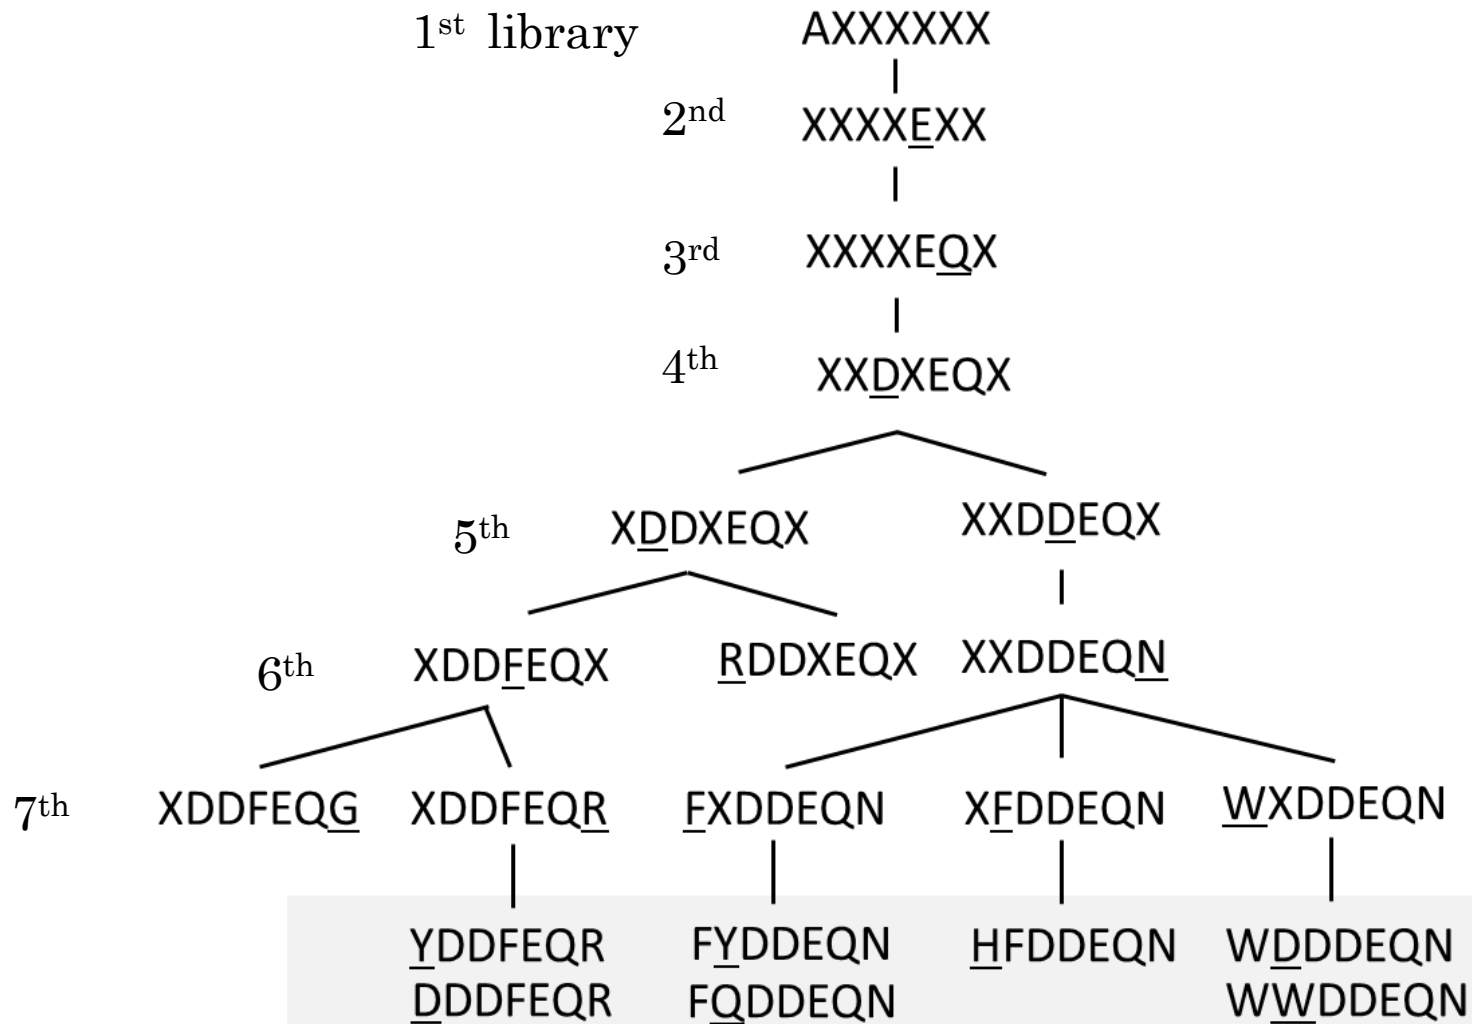 1st library AXXXXXX
2nd XXXXEXX
3rd XXXXEQX
4th XXDXEQX
5th XDDXEQX XXDDEQX
6th XDDFEQX RDDXEQX XXDDEQN
7th XDDFEQG XDDFEQR FXDDEQN XFDDEQN WXDDEQN
YDDFEQR FYDDEQN HFDDEQN WDDDEQN
DDDFEQR FQDDEQN WWDDEQN